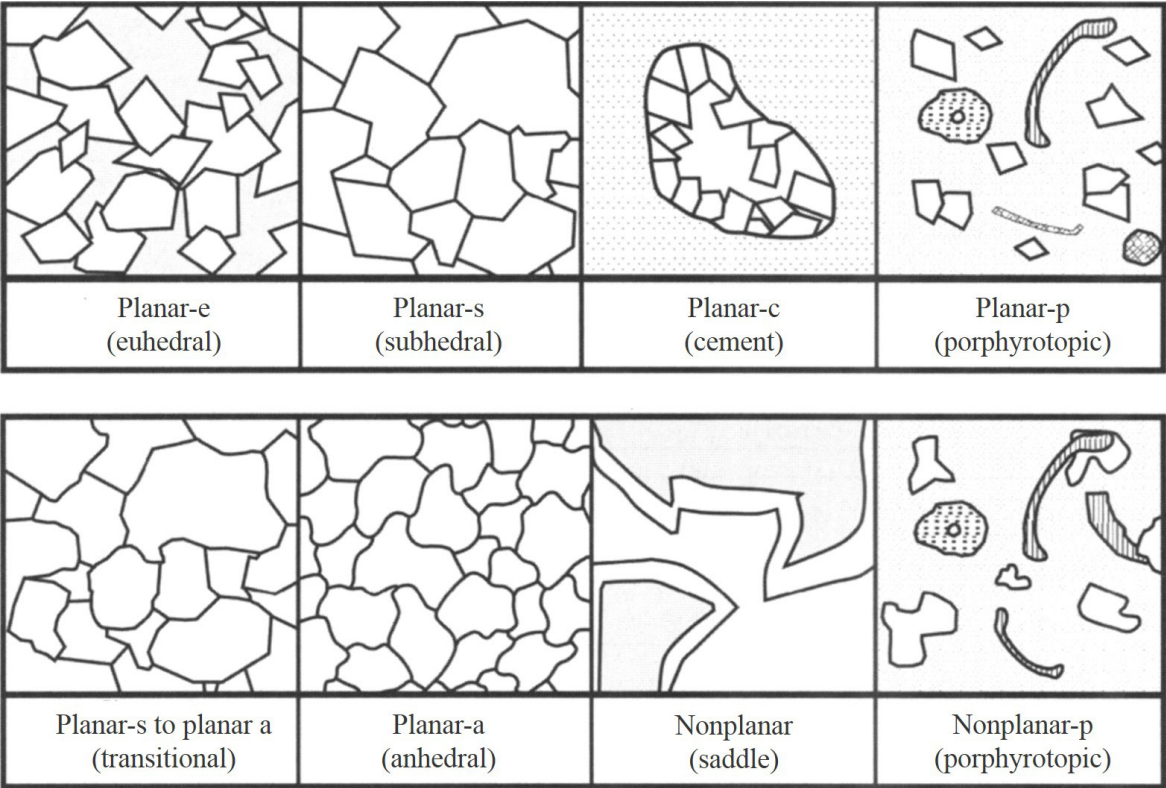 Planar-e
(euhedral)
Planar-s
(subhedral)
Planar-c
(cement)
Planar-p
(porphyrotopic)
Planar-s to planar a
(transitional)
Planar-a
(anhedral)
Nonplanar
(saddle)
Nonplanar-p
(porphyrotopic)